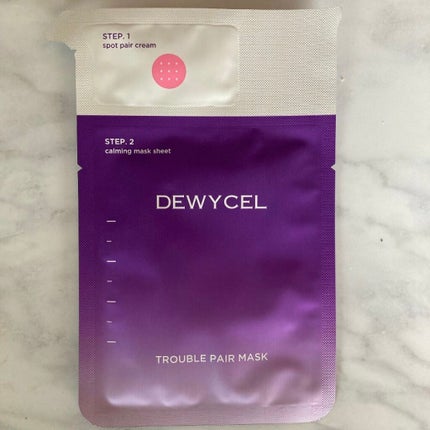 STEP. 1
spot pair cream
STEP. 2
calming mask sheet
DEWYCEL
TROUBLE PAIR MASK